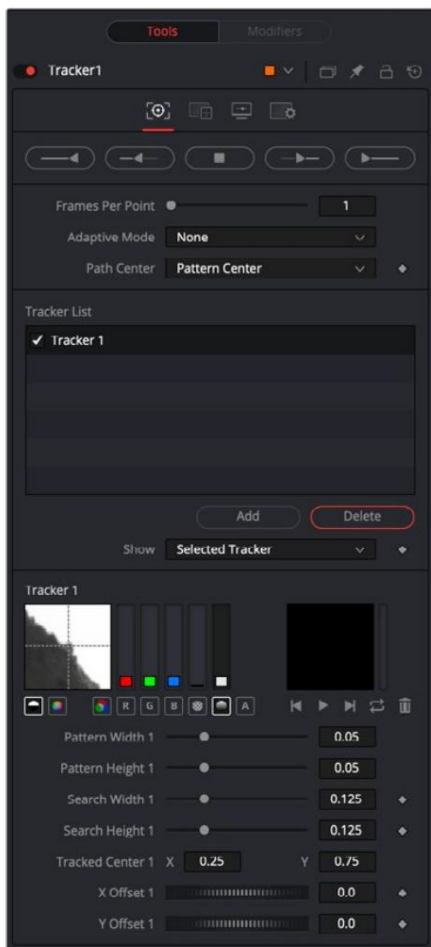 Tools Modifiers
Tracker1
Frames Per Point 1
Adaptive Mode None
Path Center Pattern Center
Tracker List
Tracker 1
Add Delete
Show Selected Tracker
Tracker 1
R G B A
Pattern Width 1 0.05
Pattern Height 1 0.05
Search Width 1 0.125
Search Height 1 0.125
Tracked Center 1 X 0.25 Y 0.75
X Offset 1 0.0
Y Offset 1 0.0